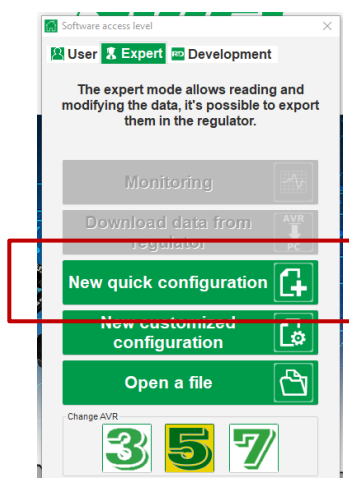 Software access level
User Expert RD Development
The expert mode allows reading and
modifying the data, it's possible to export
them in the regulator.
Monitoring
Download data from
regulator
AVR
PC
New quick configuration
New customized
configuration
Open a file
Change AVR
3 5 7